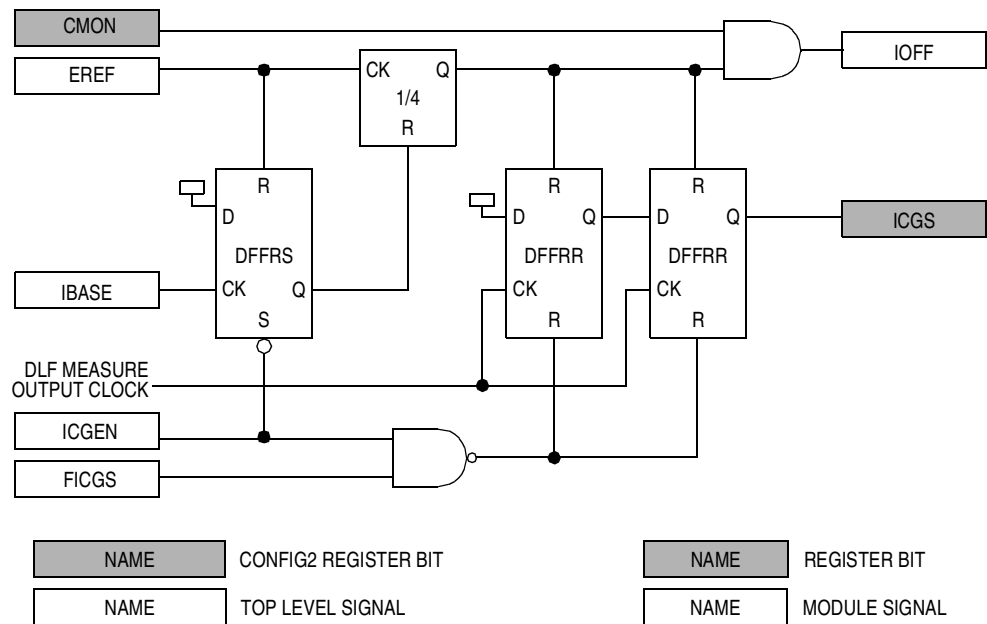 CMON
EREF
CK
Q
1/4
R
IOFF
R
D
DFFRS
CK
Q
S
R
D
Q
DFFRR
CK
R
R
D
Q
DFFRR
CK
R
ICGS
IBASE
DLF MEASURE
OUTPUT CLOCK
ICGEN
FICGS
NAME
CONFIG2 REGISTER BIT
NAME
REGISTER BIT
NAME
TOP LEVEL SIGNAL
NAME
MODULE SIGNAL